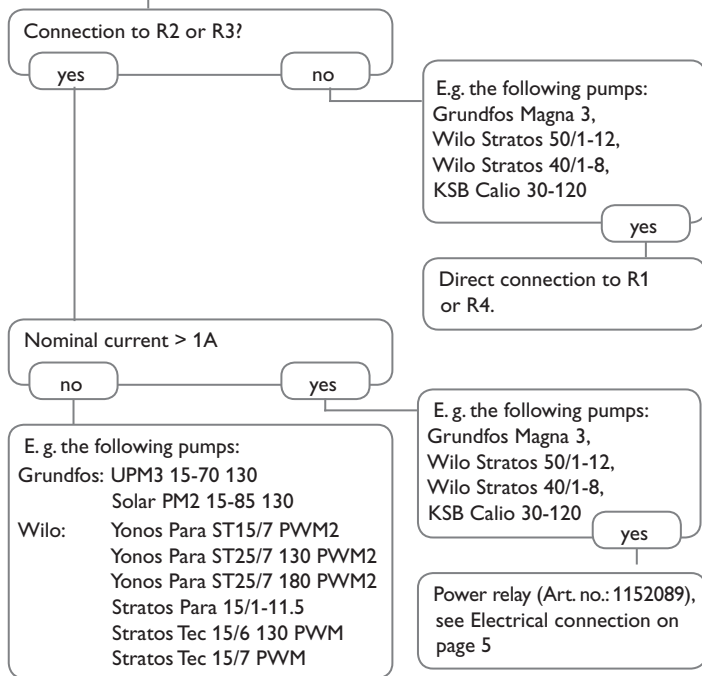 Connection to R2 or R3?
yes
no
E.g. the following pumps:
Grundfos Magna 3,
Wilo Stratos 50/1-12,
Wilo Stratos 40/1-8,
KSB Calio 30-120
yes
Direct connection to R1
or R4.
Nominal current > 1A
no
yes
E. g. the following pumps:
Grundfos: UPM3 15-70 130
Solar PM2 15-85 130
Wilo: Yonos Para ST15/7 PWM2
Yonos Para ST25/7 130 PWM2
Yonos Para ST25/7 180 PWM2
Stratos Para 15/1-11.5
Stratos Tec 15/6 130 PWM
Stratos Tec 15/7 PWM
E. g. the following pumps:
Grundfos Magna 3,
Wilo Stratos 50/1-12,
Wilo Stratos 40/1-8,
KSB Calio 30-120
yes
Power relay (Art. no.: 1152089),
see Electrical connection on
page 5